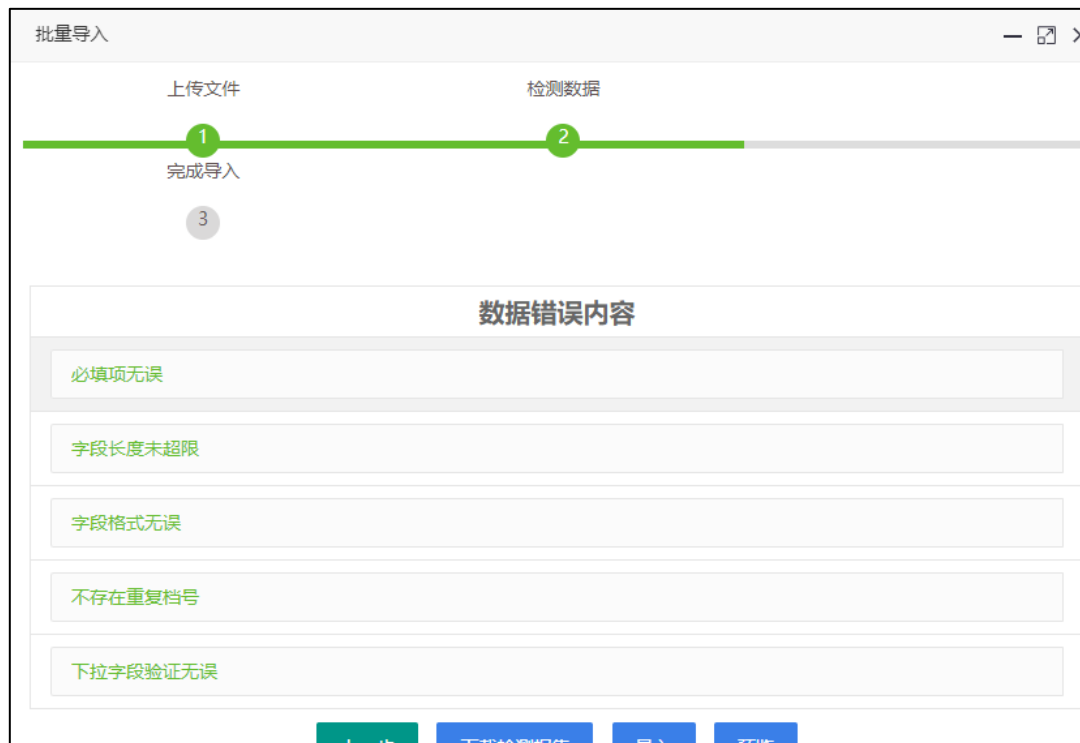 批量导入
上传文件
检测数据
1
2
完成导入
3
数据错误内容
必填项无误
字段长度未超限
字段格式无误
不存在重复档号
下拉字段验证无误